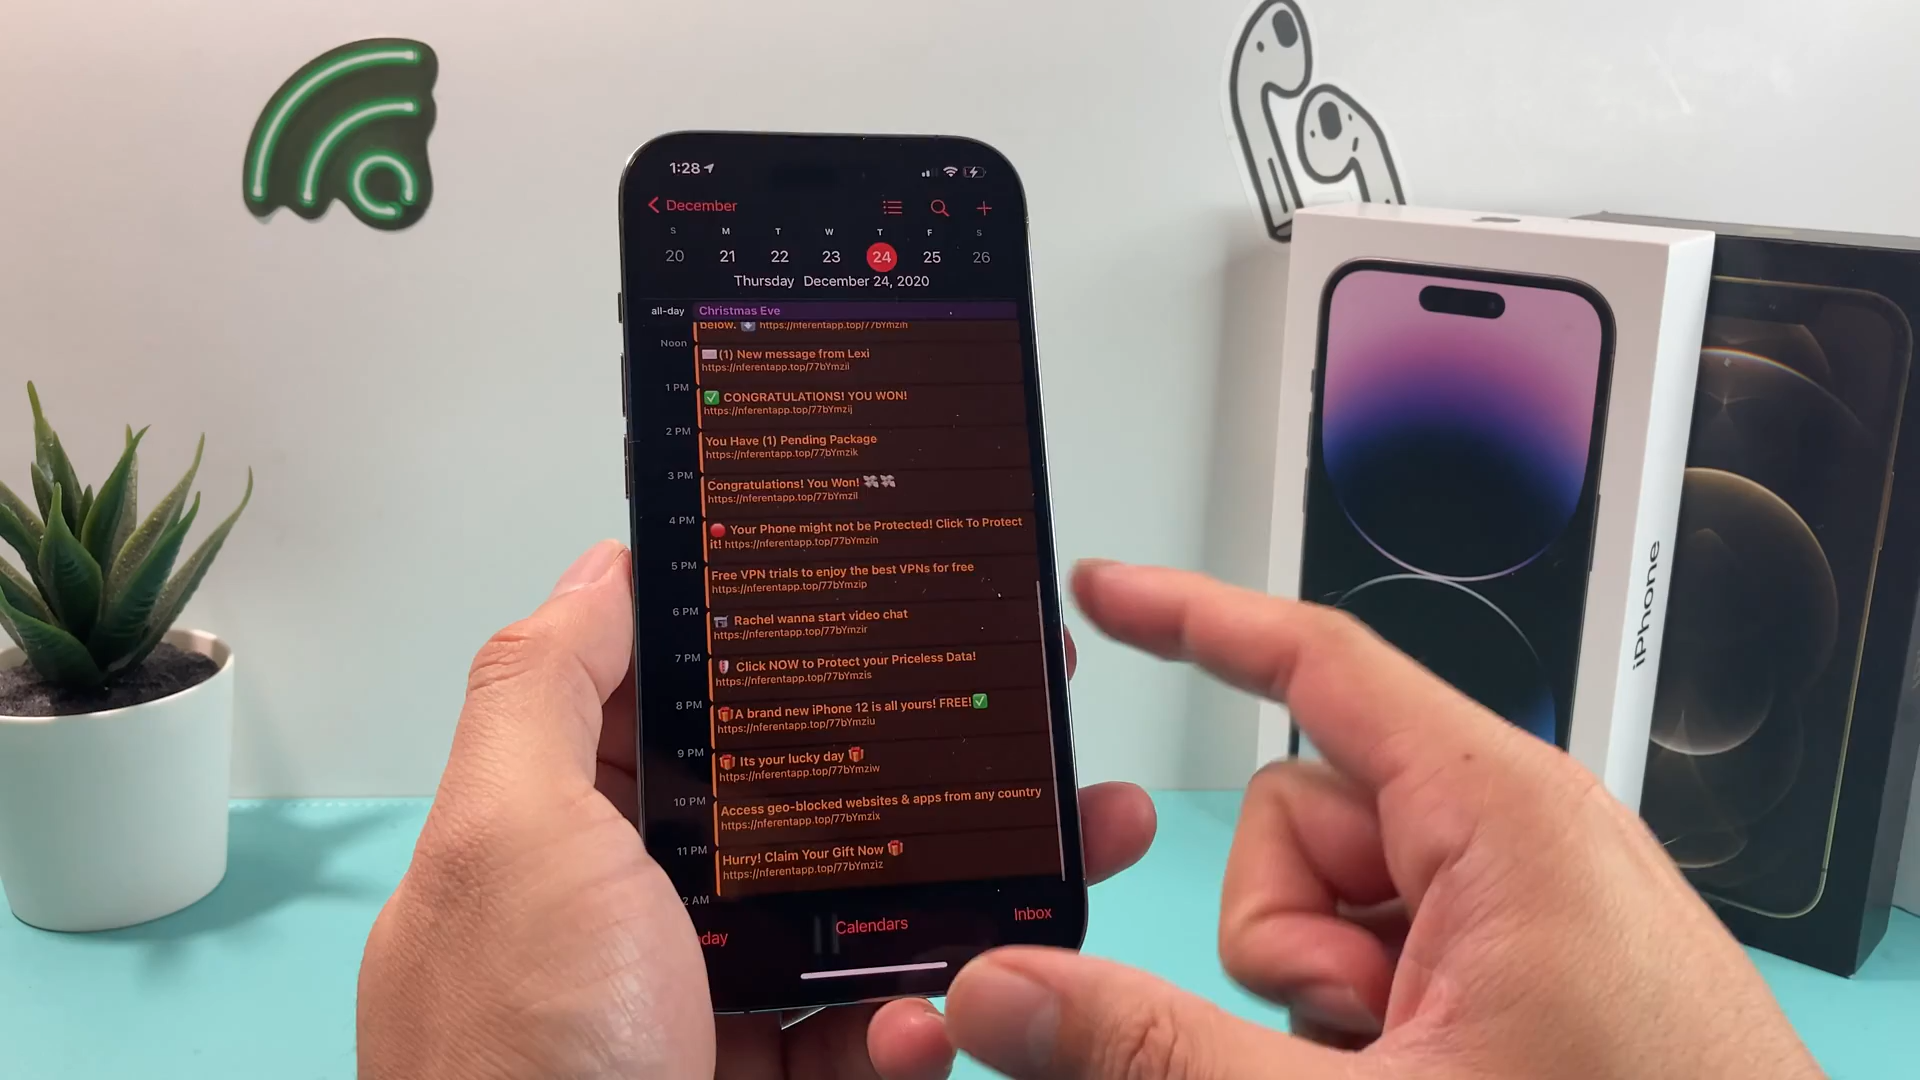 1:28
December
S M T W T F S
20 21 22 23 24 25 26
Thursday December 24, 2020
all-day Christmas Eve
below. https://nferentapp.top/77bYmzih
Noon
✉️(1) New message from Lexi
https://nferentapp.top/77bYmzii
1 PM
✅ CONGRATULATIONS! YOU WON!
https://nferentapp.top/77bYmzij
2 PM
You Have (1) Pending Package
https://nferentapp.top/77bYmzik
3 PM
Congratulations! You Won! 💸💸
https://nferentapp.top/77bYmzil
4 PM
🔴 Your Phone might not be Protected! Click To Protect
it! https://nferentapp.top/77bYmzin
5 PM
Free VPN trials to enjoy the best VPNs for free
https://nferentapp.top/77bYmzip
6 PM
Rachel wanna start video chat
https://nferentapp.top/77bYmzir
7 PM
Click NOW to Protect your Priceless Data!
https://nferentapp.top/77bYmzis
8 PM
🎁A brand new iPhone 12 is all yours! FREE!✅
https://nferentapp.top/77bYmziu
9 PM
🎁 Its your lucky day 🎁
https://nferentapp.top/77bYmziw
10 PM
Access geo-blocked websites & apps from any country
https://nferentapp.top/77bYmzix
11 PM
Hurry! Claim Your Gift Now 🎁
https://nferentapp.top/77bYmziz
2 AM
oday Calendars Inbox
iPhone